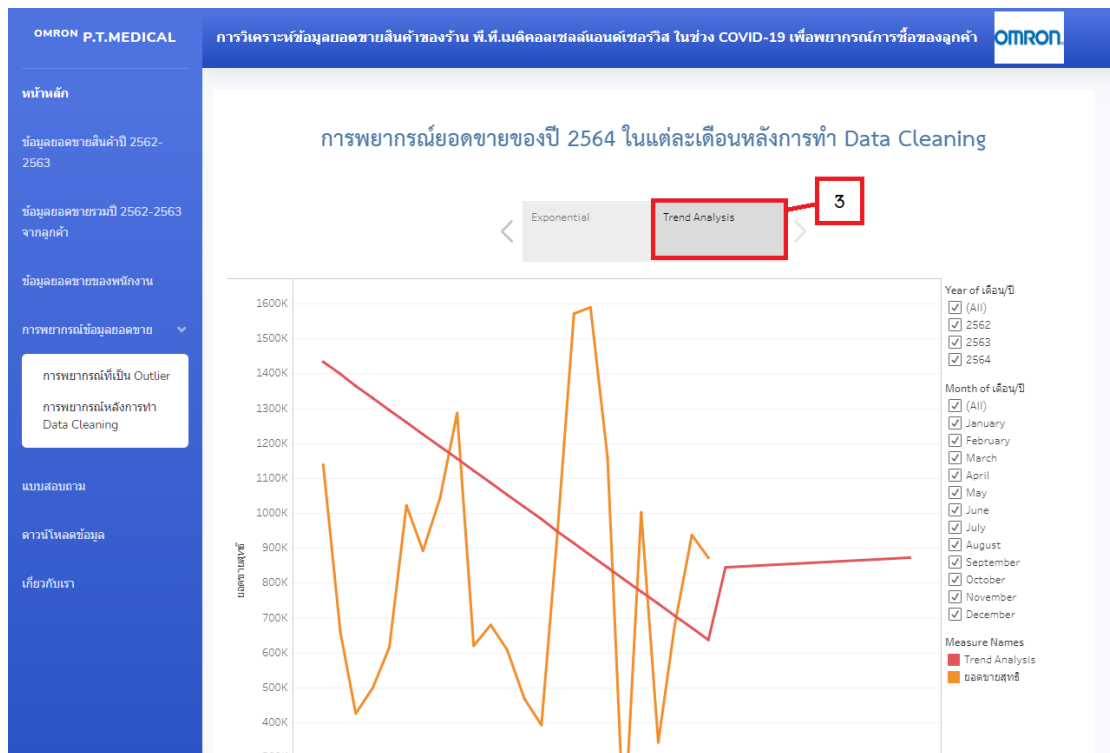 OMRON P.T.MEDICAL
การวิเคราะห์ข้อมูลยอดขายสินค้าของร้าน พี.ที.เมดิคอลเซลล์แอนด์เซอร์วิส ในช่วง COVID-19 เพื่อพยากรณ์การซื้อของลูกค้า
OMRON
หน้าหลัก
ข้อมูลยอดขายสินค้าปี 2562-
2563
ข้อมูลยอดขายรวมปี 2562-2563
จากลูกค้า
ข้อมูลยอดขายของพนักงาน
การพยากรณ์ข้อมูลยอดขาย
การพยากรณ์ที่เป็น Outlier
การพยากรณ์หลังการทำ
Data Cleaning
แบบสอบถาม
ดาวน์โหลดข้อมูล
เกี่ยวกับเรา
การพยากรณ์ยอดขายของปี 2564 ในแต่ละเดือนหลังการทำ Data Cleaning
Exponential
Trend Analysis
3
1600K
1500K
1400K
1300K
1200K
1100K
1000K
900K
800K
700K
600K
500K
400K
ยอดขายสุทธิ
Year of เดือน/ปี
(All)
2562
2563
2564
Month of เดือน/ปี
(All)
January
February
March
April
May
June
July
August
September
October
November
December
Measure Names
Trend Analysis
ยอดขายสุทธิ